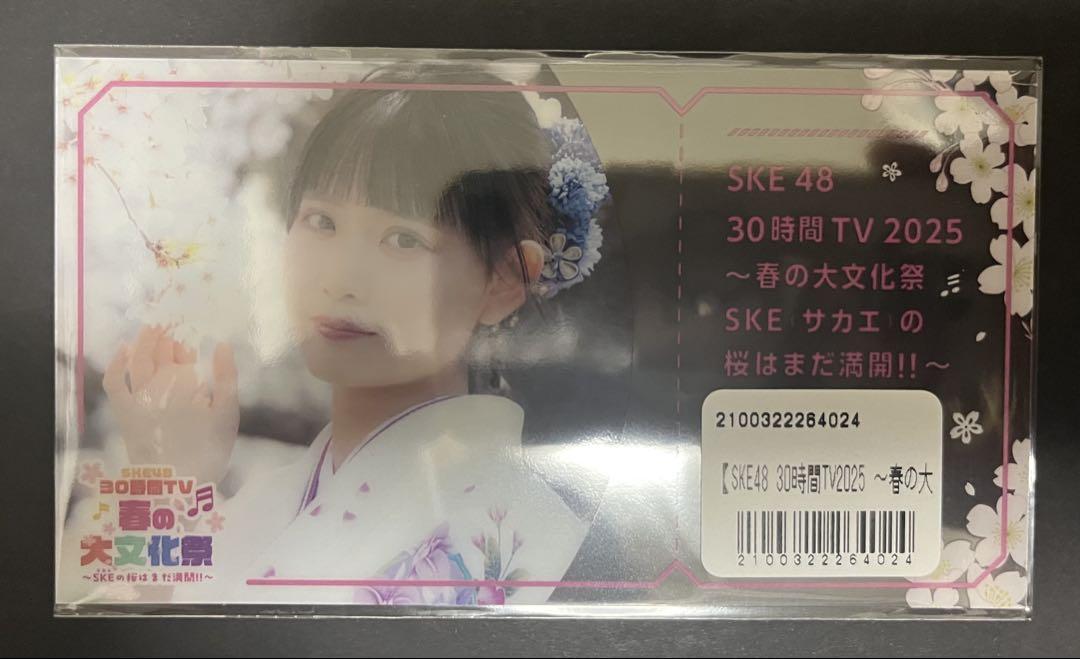 SKE 48
30時間 TV 2025
～春の大文化祭
SKE (サカエ) の
桜はまだ満開!!～
2100322264024
【SKE48 30時間TV2025 ～春の大
2100322264024
SKE48
30時間TV
春の
大文化祭
～SKEの桜はまだ満開!!～